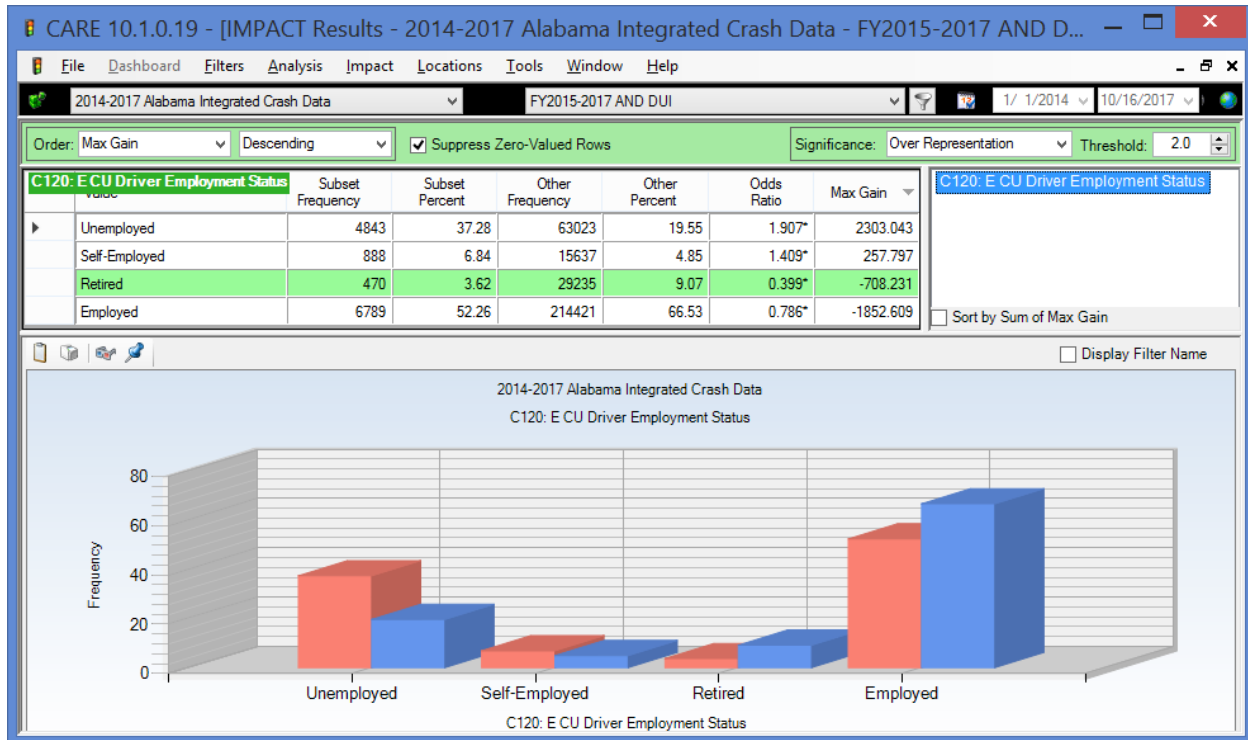 CARE 10.1.0.19 - [IMPACT Results - 2014-2017 Alabama Integrated Crash Data - FY2015-2017 AND D...
File Dashboard Filters Analysis Impact Locations Tools Window Help
2014-2017 Alabama Integrated Crash Data FY2015-2017 AND DUI 1/ 1/2014 10/16/2017
Order: Max Gain Descending Suppress Zero-Valued Rows Significance: Over Representation Threshold: 2.0
C120: E CU Driver Employment Status Subset Frequency Subset Percent Other Frequency Other Percent Odds Ratio Max Gain C120: E CU Driver Employment Status
Unemployed 4843 37.28 63023 19.55 1.907* 2303.043
Self-Employed 888 6.84 15637 4.85 1.409* 257.797
Retired 470 3.62 29235 9.07 0.399* -708.231
Employed 6789 52.26 214421 66.53 0.786* -1852.609
Sort by Sum of Max Gain
Display Filter Name
2014-2017 Alabama Integrated Crash Data
C120: E CU Driver Employment Status
80
60
40
20
0
Frequency
Unemployed Self-Employed Retired Employed
C120: E CU Driver Employment Status